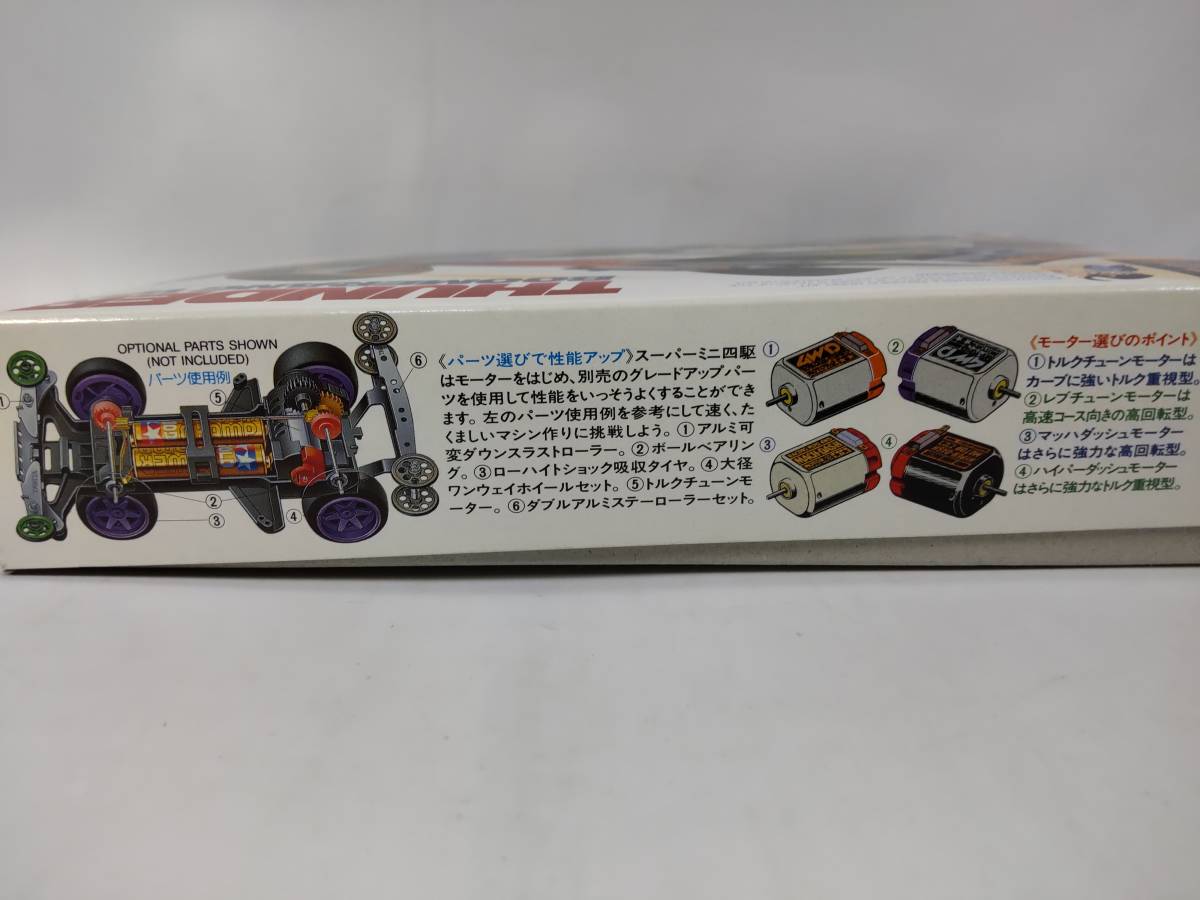 THUNDER
OPTIONAL PARTS SHOWN
(NOT INCLUDED)
パーツ使用例
①
⑤
②
③
④
⑥
《パーツ選びで性能アップ》スーパーミニ四駆
はモーターをはじめ、別売のグレードアップパー
ツを使用して性能をいっそうよくすることができ
ます。左のパーツ使用例を参考にして速く、た
くましいマシン作りに挑戦しよう。①アルミ可
変ダウンスラストローラー。②ボールベアリン
グ。③ローハイトショック吸収タイヤ。④大径
ワンウェイホイールセット。⑤トルクチューンモ
ーター。⑥ダブルアルミステーローラーセット。
①
4WD
②
4WD
③
④
《モーター選びのポイント》
①トルクチューンモーターは
カーブに強いトルク重視型。
②レブチューンモーターは
高速コース向きの高回転型。
③マッハダッシュモーター
はさらに強力な高回転型。
④ハイパーダッシュモーター
はさらに強力なトルク重視型。